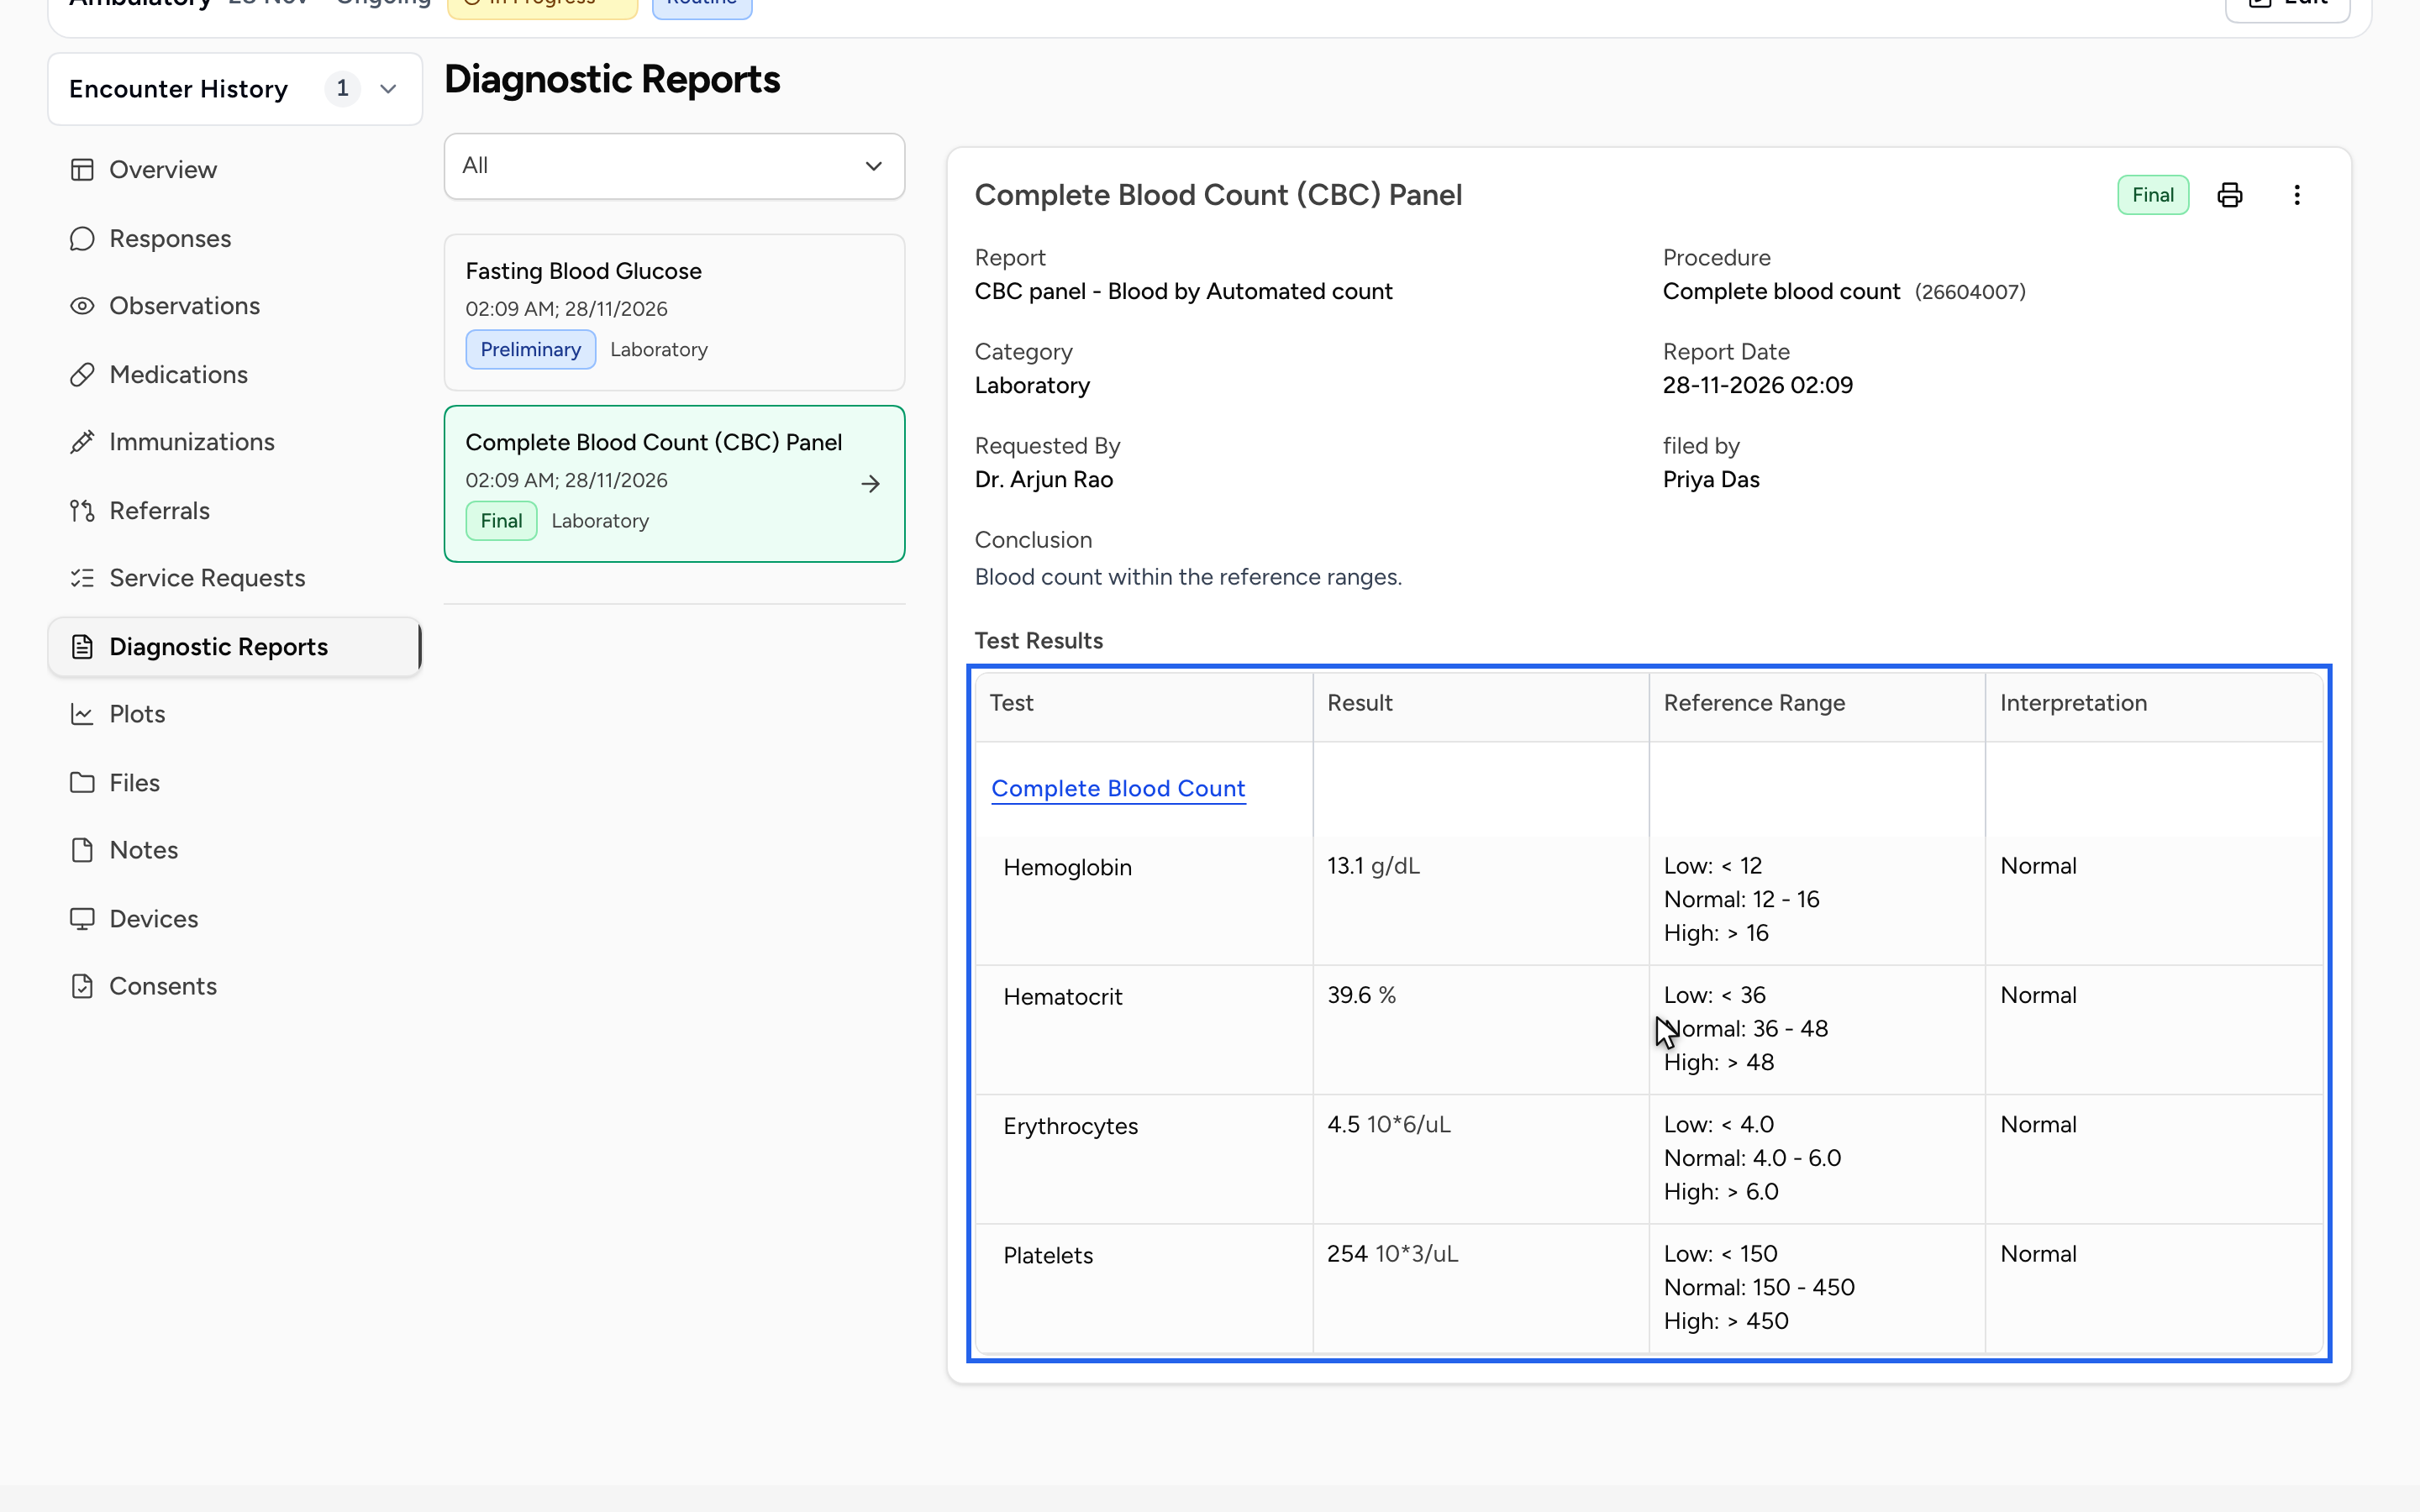 Ambulatory 28 Nov - Ongoing In Progress Routine
Edit
Encounter History 1
Overview
Responses
Observations
Medications
Immunizations
Referrals
Service Requests
Diagnostic Reports
Plots
Files
Notes
Devices
Consents
Diagnostic Reports
All
Fasting Blood Glucose
02:09 AM; 28/11/2026
Preliminary Laboratory
Complete Blood Count (CBC) Panel
02:09 AM; 28/11/2026
Final Laboratory
Complete Blood Count (CBC) Panel
Final
Report
CBC panel - Blood by Automated count
Procedure
Complete blood count (26604007)
Category
Laboratory
Report Date
28-11-2026 02:09
Requested By
Dr. Arjun Rao
filed by
Priya Das
Conclusion
Blood count within the reference ranges.
Test Results
Test Result Reference Range Interpretation
Complete Blood Count
Hemoglobin 13.1 g/dL Low: < 12 Normal
Normal: 12 - 16
High: > 16
Hematocrit 39.6 % Low: < 36 Normal
Normal: 36 - 48
High: > 48
Erythrocytes 4.5 10*6/uL Low: < 4.0 Normal
Normal: 4.0 - 6.0
High: > 6.0
Platelets 254 10*3/uL Low: < 150 Normal
Normal: 150 - 450
High: > 450